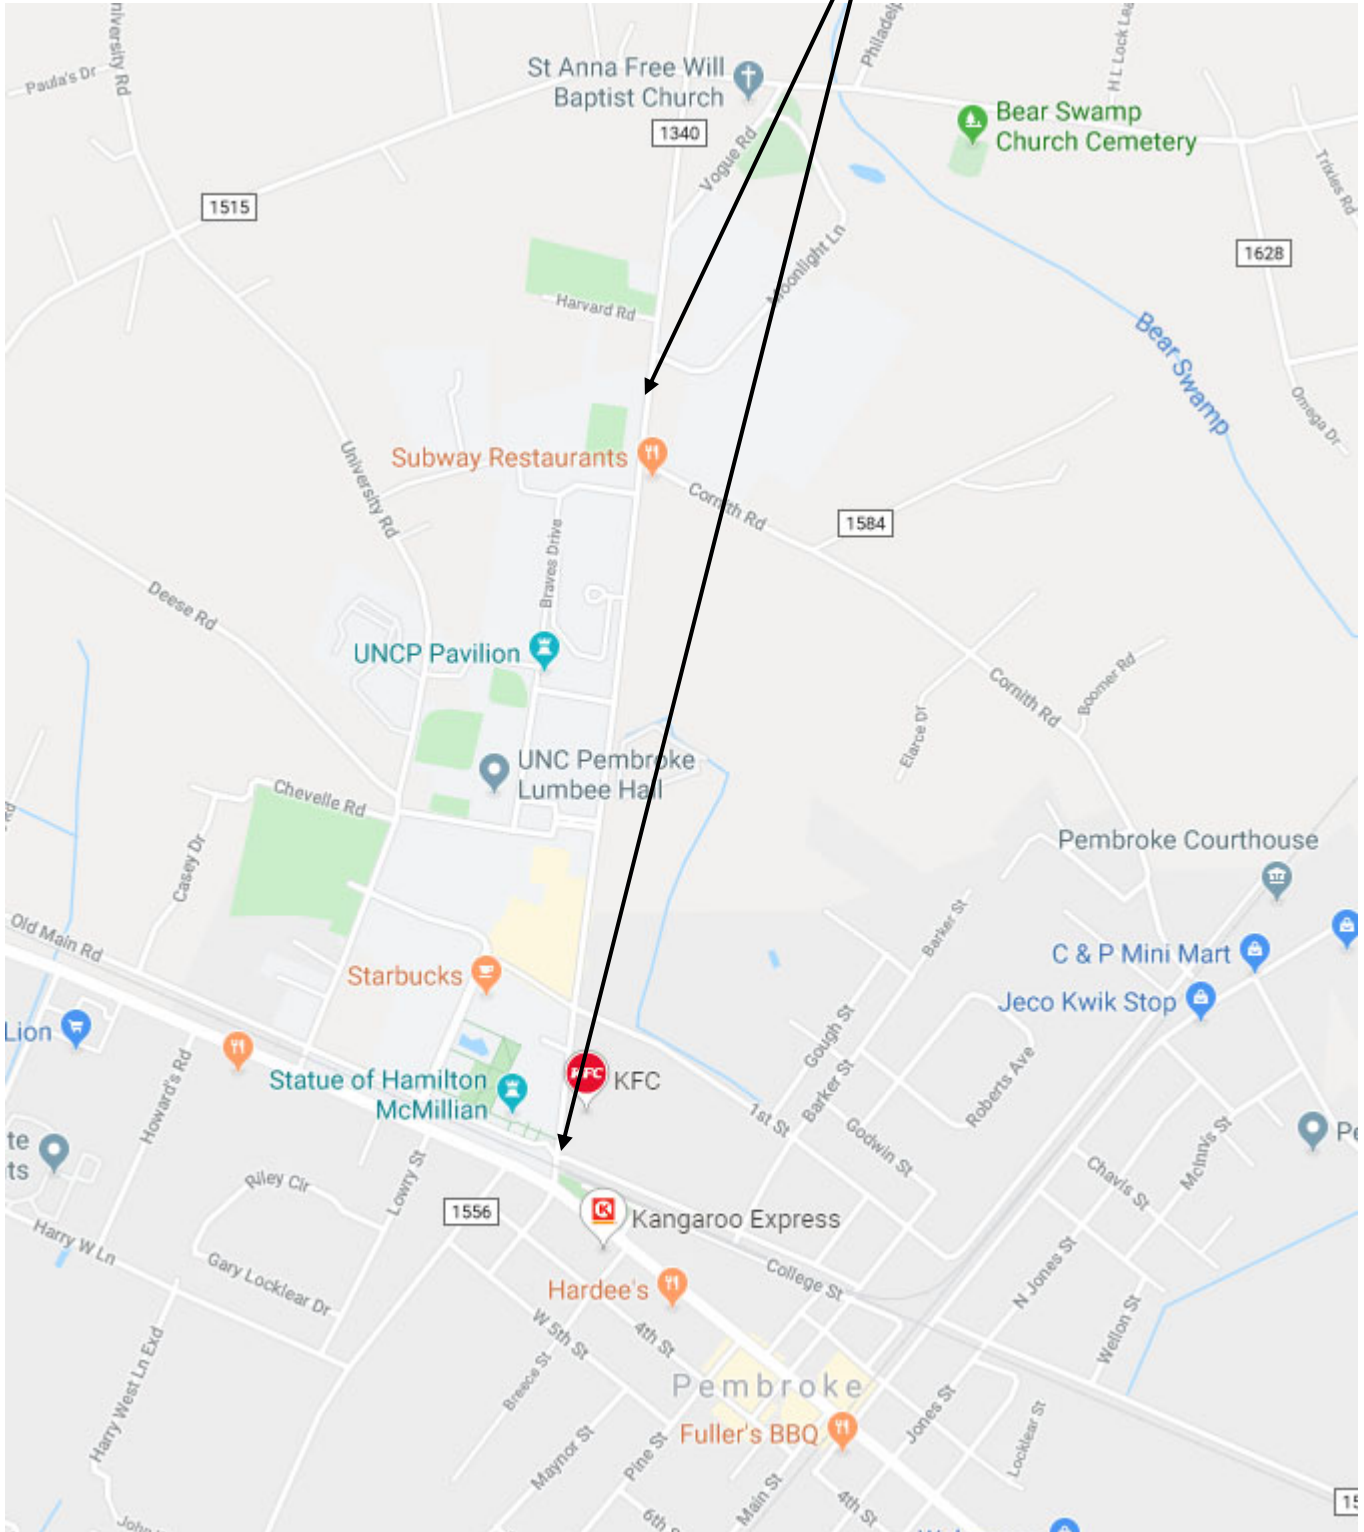 University Rd
Paula's Dr
St Anna Free Will
Baptist Church
1340
Vogue Rd
H L Lock Lea
Bear Swamp
Church Cemetery
Trixies Rd
1515
1628
Moonlight Ln
Harvard Rd
Bear Swamp
Omega Dr
Subway Restaurants
University Rd
Cornith Rd
1584
Braves Drive
Deese Rd
UNCP Pavilion
Cornith Rd
Boomer Rd
Elarce Dr
UNC Pembroke
Lumbee Hall
Chevelle Rd
Casey Dr
Pembroke Courthouse
Old Main Rd
Barker St
C & P Mini Mart
Starbucks
Jeco Kwik Stop
Lion
Gough St
Howard's Rd
Statue of Hamilton
McMillian
KFC
KFC
Barker St
Roberts Ave
1st St
Godwin St
McInnis St
Pe
te
ts
Riley Cir
Lowry St
Chavis St
1556
K
Kangaroo Express
Harry W Ln
Gary Locklear Dr
College St
N Jones St
Hardee's
W 5th St
4th St
Wellon St
Harry West Ln Exd
Breece St
Pembroke
Jones St
Fuller's BBQ
Locklear St
Maynor St
Pine St
Main St
4th St
15